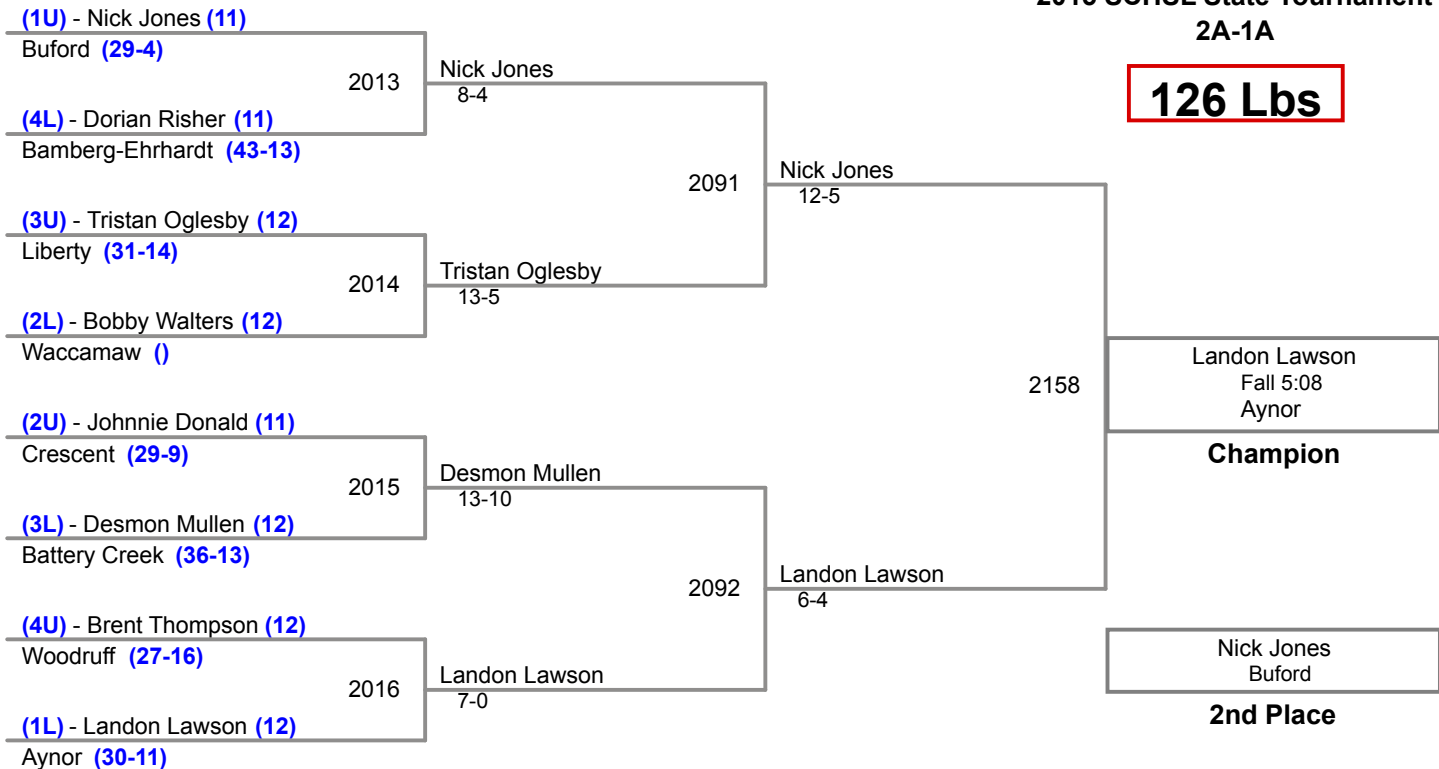 SCHSL State Tournament
2A-1A
126 Lbs
(1U) - Nick Jones (11)
Buford (29-4)
2013
(4L) - Dorian Risher (11)
Bamberg-Ehrhardt (43-13)
(3U) - Tristan Oglesby (12)
Liberty (31-14)
2014
(2L) - Bobby Walters (12)
Waccamaw ()
(2U) - Johnnie Donald (11)
Crescent (29-9)
2015
(3L) - Desmon Mullen (12)
Battery Creek (36-13)
(4U) - Brent Thompson (12)
Woodruff (27-16)
2016
(1L) - Landon Lawson (12)
Aynor (30-11)
Nick Jones
8-4
2091
Tristan Oglesby
13-5
Desmon Mullen
13-10
2092
Landon Lawson
7-0
Nick Jones
12-5
2158
Landon Lawson
6-4
Landon Lawson
Fall 5:08
Aynor
Champion
Nick Jones
Buford
2nd Place